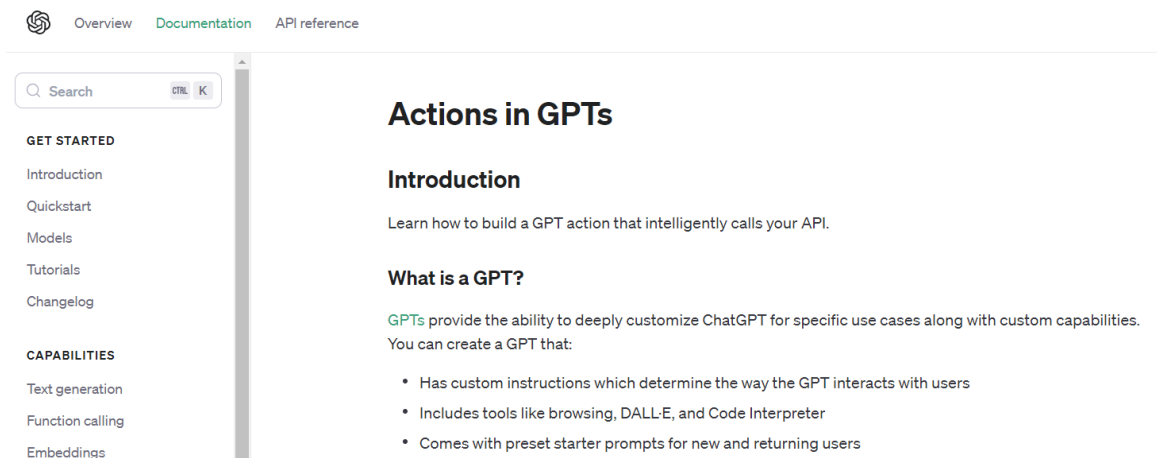 Overview Documentation API reference
Search CTRL K
GET STARTED
Introduction
Quickstart
Models
Tutorials
Changelog
CAPABILITIES
Text generation
Function calling
Embeddings
Actions in GPTs
Introduction
Learn how to build a GPT action that intelligently calls your API.
What is a GPT?
GPTs provide the ability to deeply customize ChatGPT for specific use cases along with custom capabilities.
You can create a GPT that:
• Has custom instructions which determine the way the GPT interacts with users
• Includes tools like browsing, DALL·E, and Code Interpreter
• Comes with preset starter prompts for new and returning users